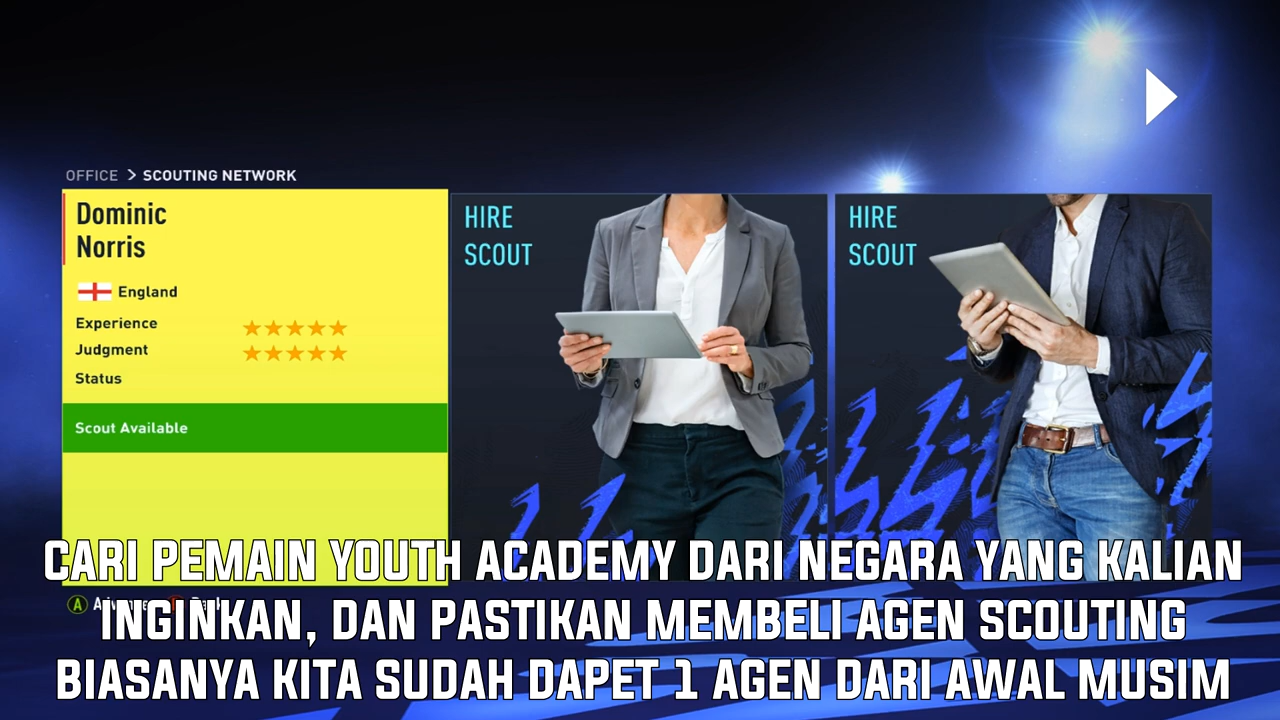 OFFICE > SCOUTING NETWORK
Dominic
Norris
England
Experience
Judgment
Status
Scout Available
HIRE
SCOUT
HIRE
SCOUT
CARI PEMAIN YOUTH ACADEMY DARI NEGARA YANG KALIAN
INGINKAN, DAN PASTIKAN MEMBELI AGEN SCOUTING
BIASANYA KITA SUDAH DAPET 1 AGEN DARI AWAL MUSIM